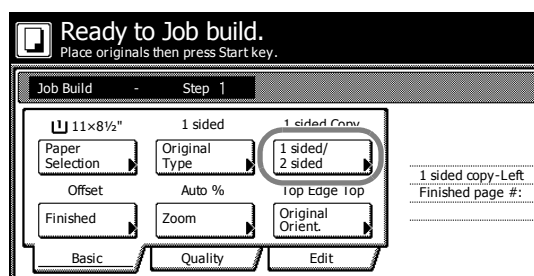 Ready to Job build.
Place originals then press Start key.
Job Build - Step 1
11×8½" 1 sided 1 sided Copy
Paper Selection
Original Type
1 sided/ 2 sided
Offset Auto % Top Edge Top
Finished
Zoom
Original Orient.
1 sided copy-Left
Finished page #:
Basic Quality Edit